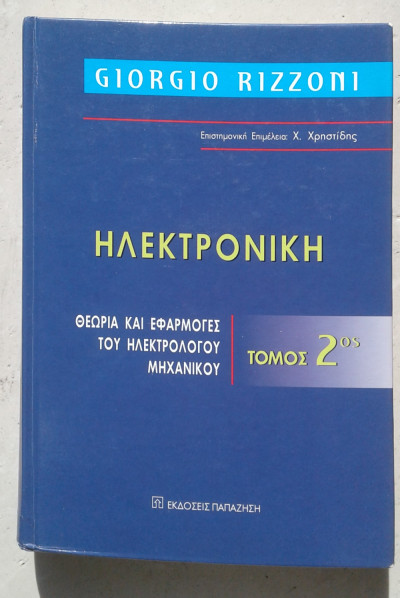 GIORGIO RIZZONI
Επιστημονική Επιμέλεια: Χ. Χρηστίδης
ΗΛΕΚΤΡΟΝΙΚΗ
ΘΕΩΡΙΑ ΚΑΙ ΕΦΑΡΜΟΓΕΣ
ΤΟΥ ΗΛΕΚΤΡΟΛΟΓΟΥ
ΜΗΧΑΝΙΚΟΥ
ΤΟΜΟΣ 2ος
ΕΚΔΟΣΕΙΣ ΠΑΠΑΖΗΣΗ